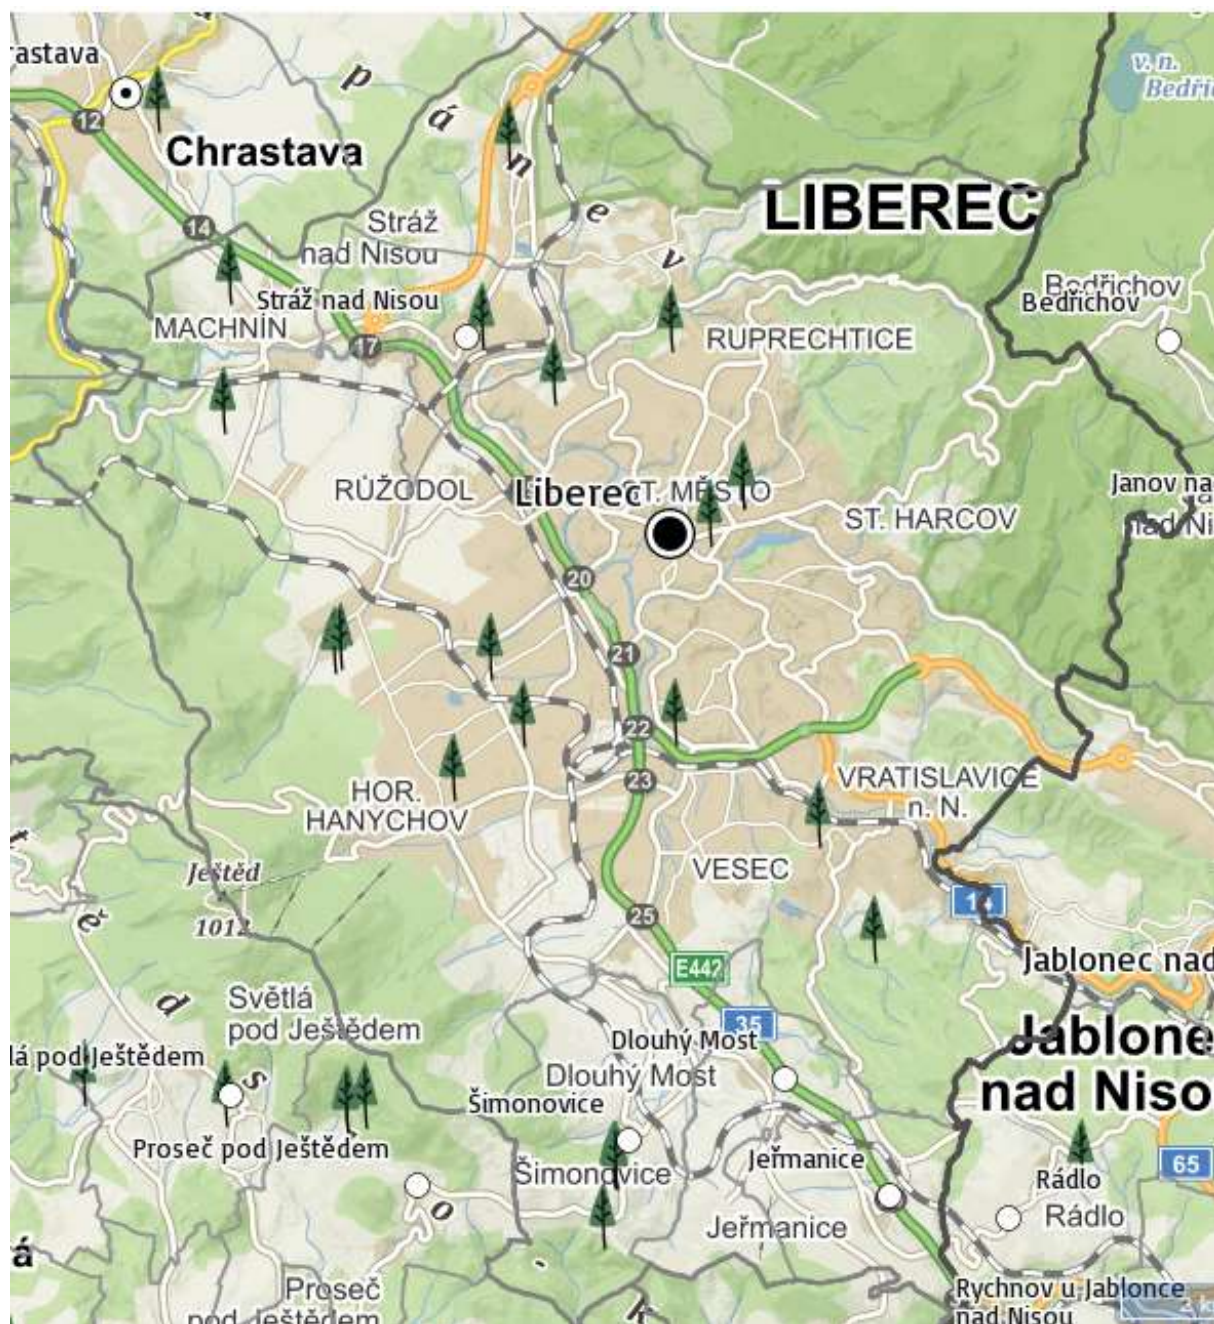 rastava
12
Chrastava
p
á
n
e
v
v. n.
LIBEREC
14
Stráž
nad Nisou
Stráž nad Nisou
MACHNÍN
17
RUPRECHTICE
Bedřichov
Bedřichov
RŮŽODOL
Liberec
ST. MĚSTO
ST. HARCOV
Janov na
20
21
22
23
HOR.
HANYCHOV
VRATISLAVICE
n. N.
VESEC
Ještěd
1012
25
14
E442
35
Jablonec nad
ě
d
s
o
k
Světlá
pod Ještědem
lá pod Ještědem
Dlouhý Most
Dlouhý Most
Jablone
nad Niso
Šimonovice
Šimonovice
Proseč pod Ještědem
Jeřmanice
Jeřmanice
65
Rádlo
Rádlo
á
Proseč
pod Ještědem
Rychnov u Jablonce
nad Nisou